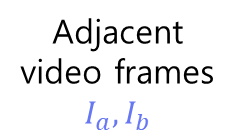 Adjacent
video frames
I_a, I_b